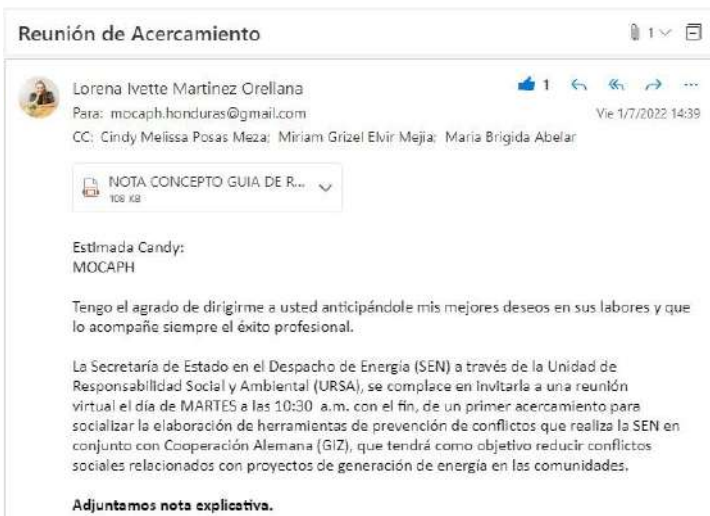 Reunión de Acercamiento
1
Lorena Ivette Martinez Orellana
1
Para: mocaph.honduras@gmail.com
Vie 1/7/2022 14:39
CC: Cindy Melissa Posas Meza; Miriam Grizel Elvir Mejia; Maria Brigida Abelar
NOTA CONCEPTO GUIA DE R...
108 KB
Estimada Candy:
MOCAPH
Tengo el agrado de dirigirme a usted anticipándole mis mejores deseos en sus labores y que
lo acompañe siempre el éxito profesional.
La Secretaría de Estado en el Despacho de Energía (SEN) a través de la Unidad de
Responsabilidad Social y Ambiental (URSA), se complace en invitarla a una reunión
virtual el día de MARTES a las 10:30 a.m. con el fin, de un primer acercamiento para
socializar la elaboración de herramientas de prevención de conflictos que realiza la SEN en
conjunto con Cooperación Alemana (GIZ), que tendrá como objetivo reducir conflictos
sociales relacionados con proyectos de generación de energía en las comunidades.
Adjuntamos nota explicativa.